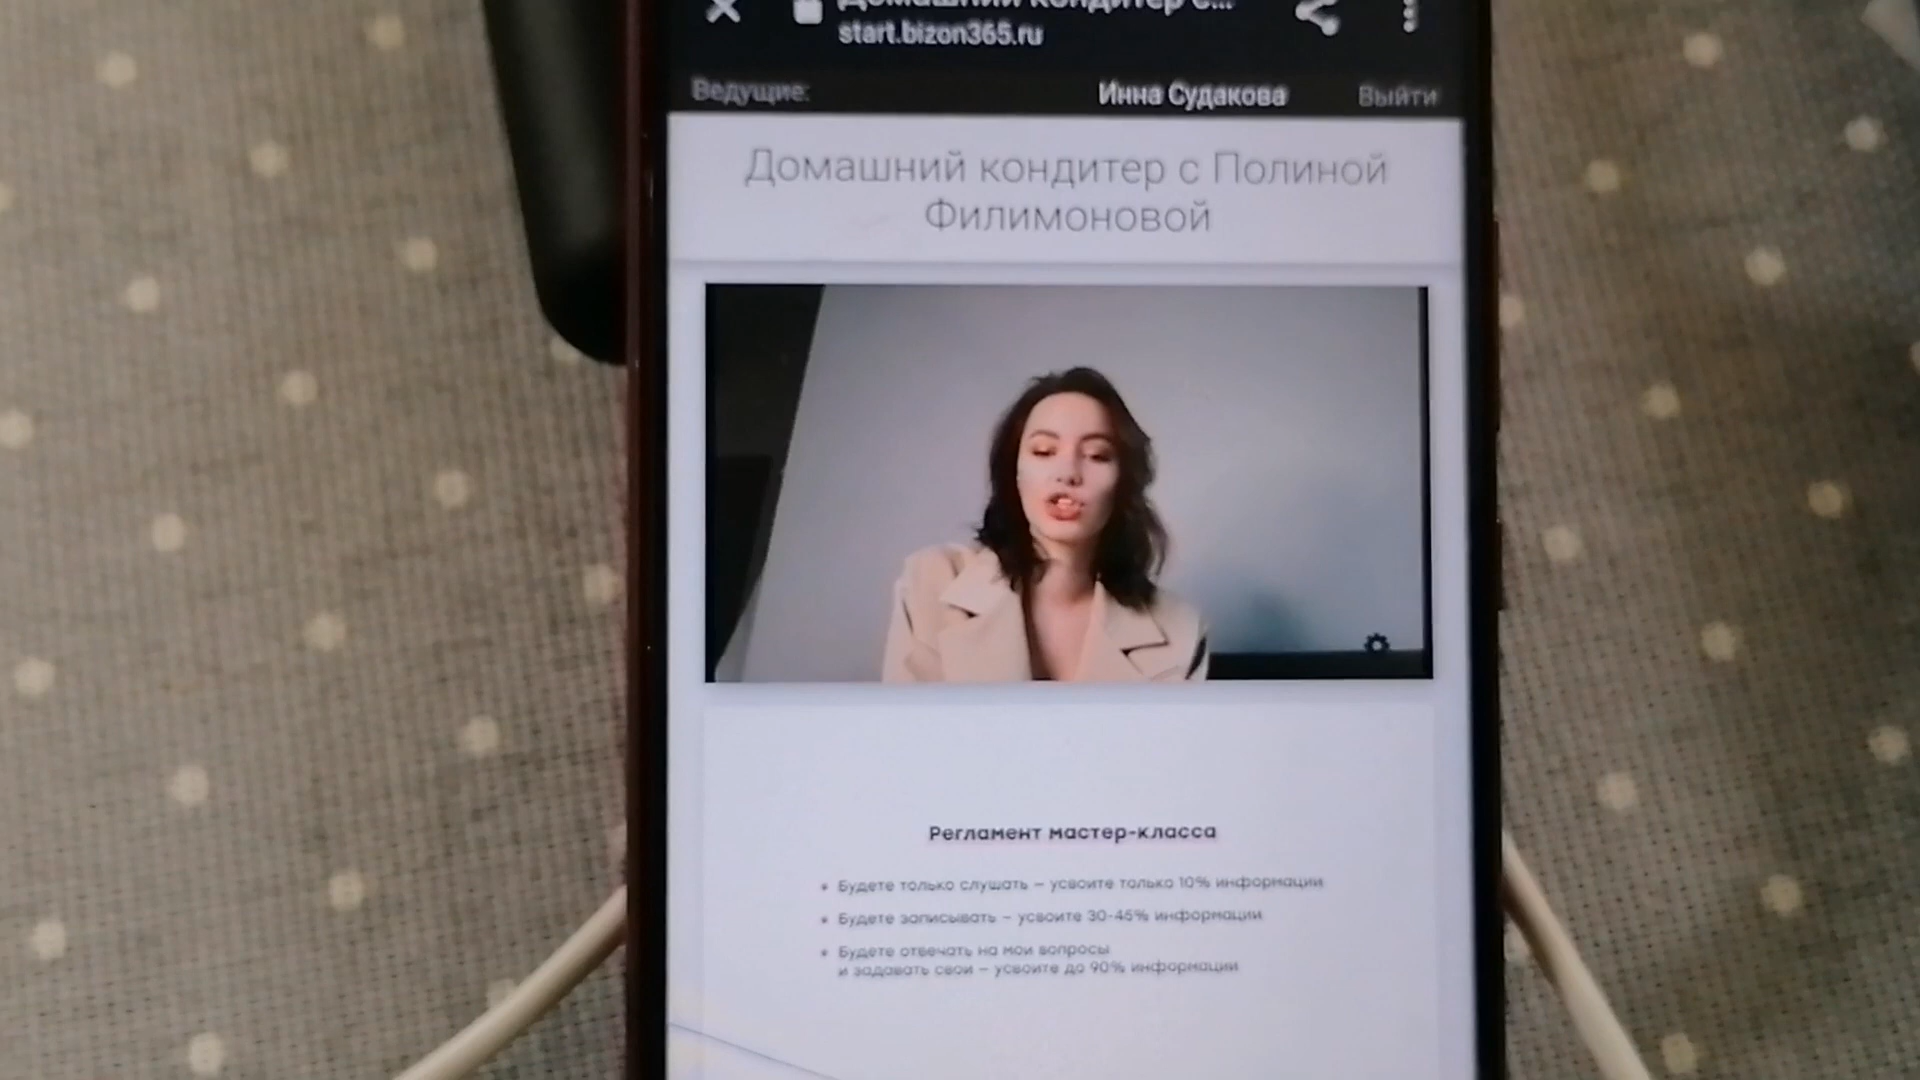 Домашний кондитер с...
start.bizon365.ru
Ведущие: Инна Судакова Выйти
Домашний кондитер с Полиной
Филимоновой
Регламент мастер-класса
• Будете только слушать – усвоите только 10% информации
• Будете записывать – усвоите 30-45% информации
• Будете отвечать на мои вопросы
и задавать свои – усвоите до 90% информации